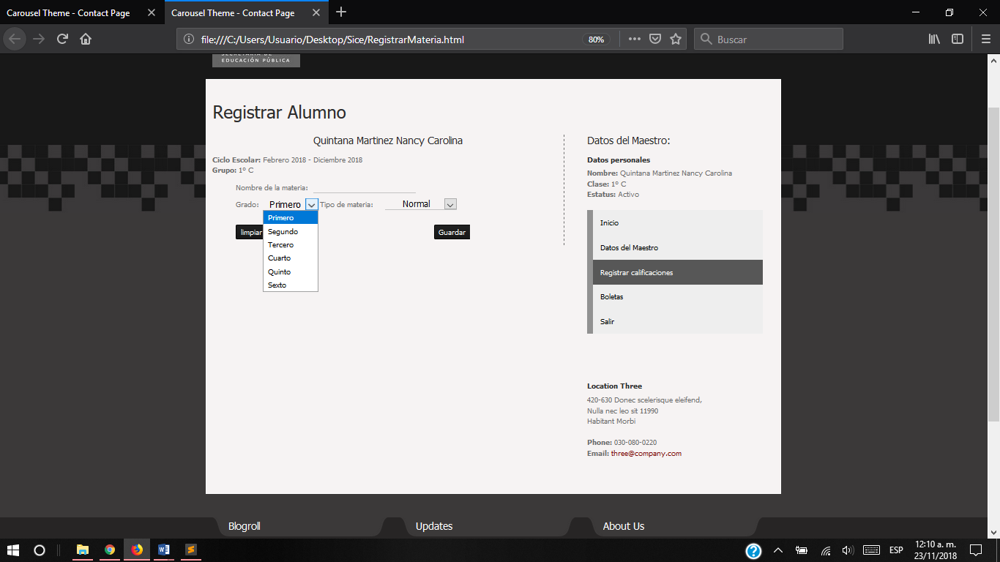 Carousel Theme - Contact Page
Carousel Theme - Contact Page
file:///C:/Users/Usuario/Desktop/Sice/RegistrarMateria.html
80%
Buscar
SECRETARÍA DE
EDUCACIÓN PÚBLICA
Registrar Alumno
Quintana Martinez Nancy Carolina
Ciclo Escolar: Febrero 2018 - Diciembre 2018
Grupo: 1° C
Nombre de la materia:
Grado: Primero Tipo de materia: Normal
Primero
Segundo
Tercero
Cuarto
Quinto
Sexto
limpiar
Guardar
Datos del Maestro:
Datos personales
Nombre: Quintana Martinez Nancy Carolina
Clase: 1° C
Estatus: Activo
Inicio
Datos del Maestro
Registrar calificaciones
Boletas
Salir
Location Three
420-630 Donec scelerisque eleifend,
Nulla nec leo sit 11990
Habitant Morbi
Phone: 030-080-0220
Email: three@company.com
Blogroll
Updates
About Us
ESP
12:10 a. m.
23/11/2018